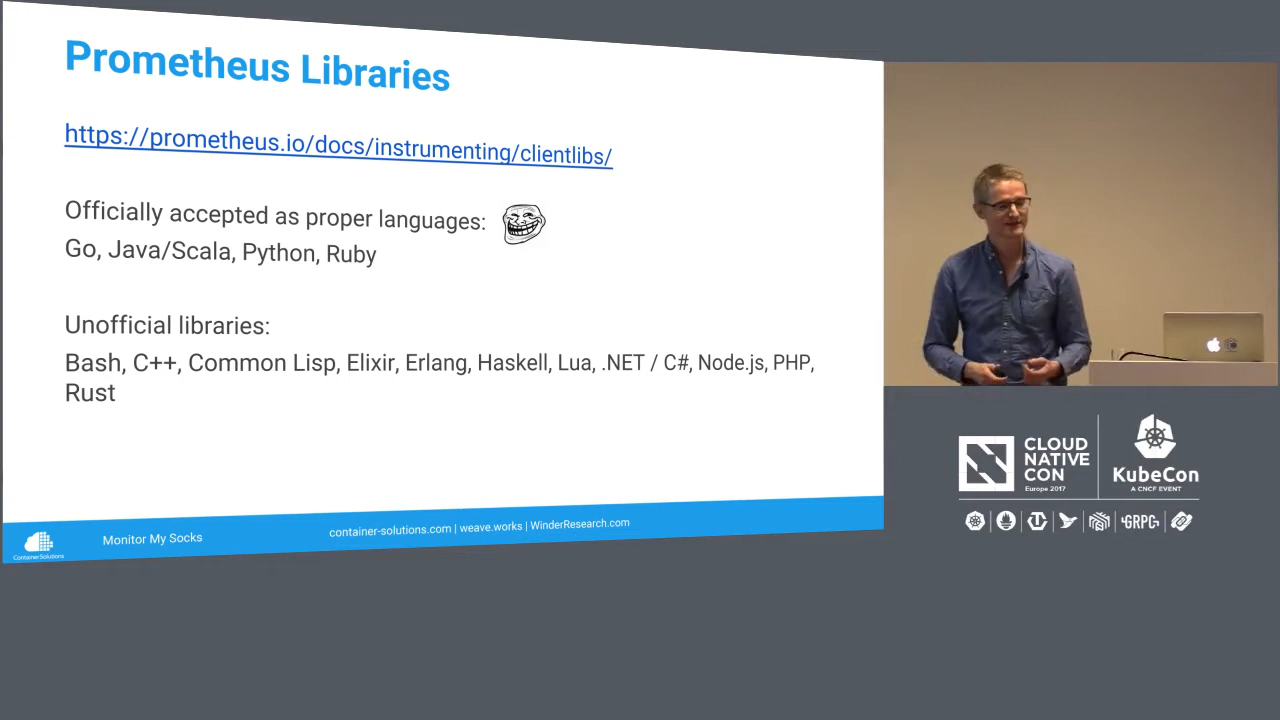 Prometheus Libraries
https://prometheus.io/docs/instrumenting/clientlibs/
Officially accepted as proper languages:
Go, Java/Scala, Python, Ruby
Unofficial libraries:
Bash, C++, Common Lisp, Elixir, Erlang, Haskell, Lua, .NET / C#, Node.js, PHP,
Rust
ContainerSolutions
Monitor My Socks
container-solutions.com | weave.works | WinderResearch.com
CLOUD
NATIVE
CON
Europe 2017
KubeCon
A CNCF EVENT
GRPC